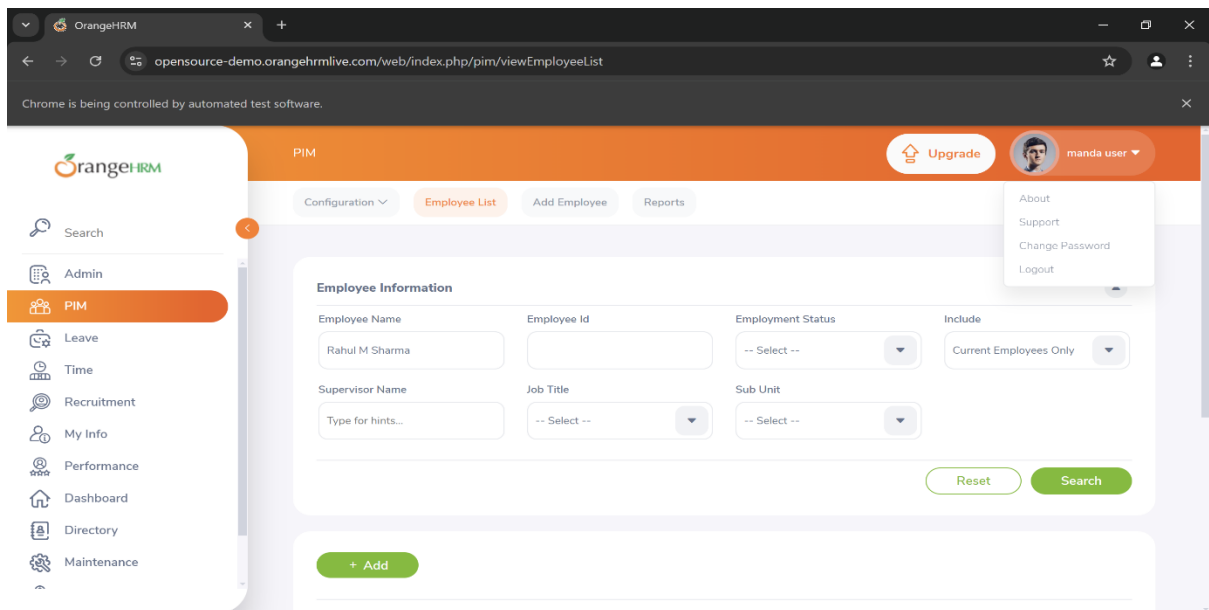 OrangeHRM
opensource-demo.orangehrmlive.com/web/index.php/pim/viewEmployeeList
Chrome is being controlled by automated test software.
OrangeHRM
Search
Admin
PIM
Leave
Time
Recruitment
My Info
Performance
Dashboard
Directory
Maintenance
PIM
Upgrade
manda user
About
Support
Change Password
Logout
Configuration Employee List Add Employee Reports
Employee Information
Employee Name Employee Id Employment Status Include
Rahul M Sharma -- Select -- Current Employees Only
Supervisor Name Job Title Sub Unit
Type for hints... -- Select -- -- Select --
Reset Search
+ Add